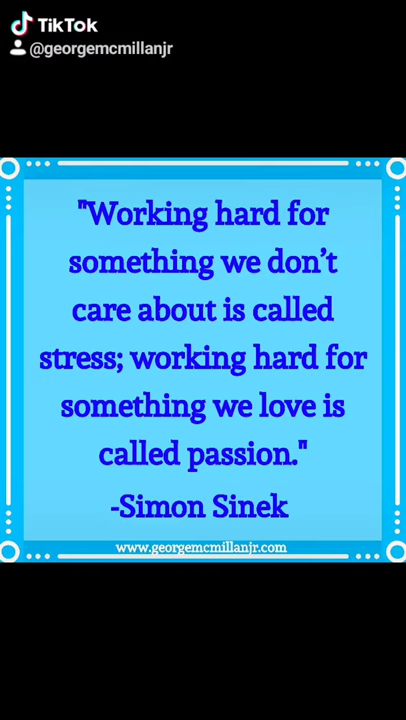 TikTok
@georgemcmillanjr
"Working hard for
something we don’t
care about is called
stress; working hard for
something we love is
called passion."
-Simon Sinek
www.georgemcmillanjr.com